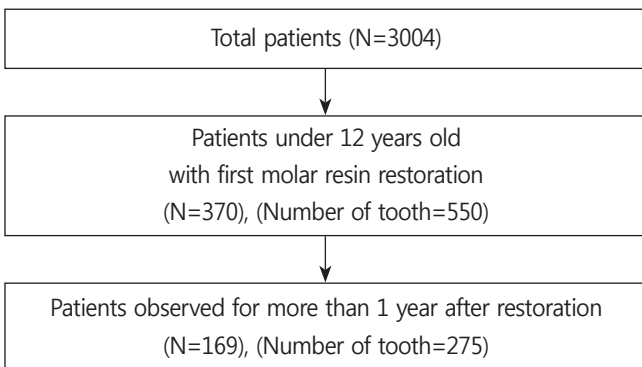 Total patients (N=3004)
Patients under 12 years old
with first molar resin restoration
(N=370), (Number of tooth=550)
Patients observed for more than 1 year after restoration
(N=169), (Number of tooth=275)